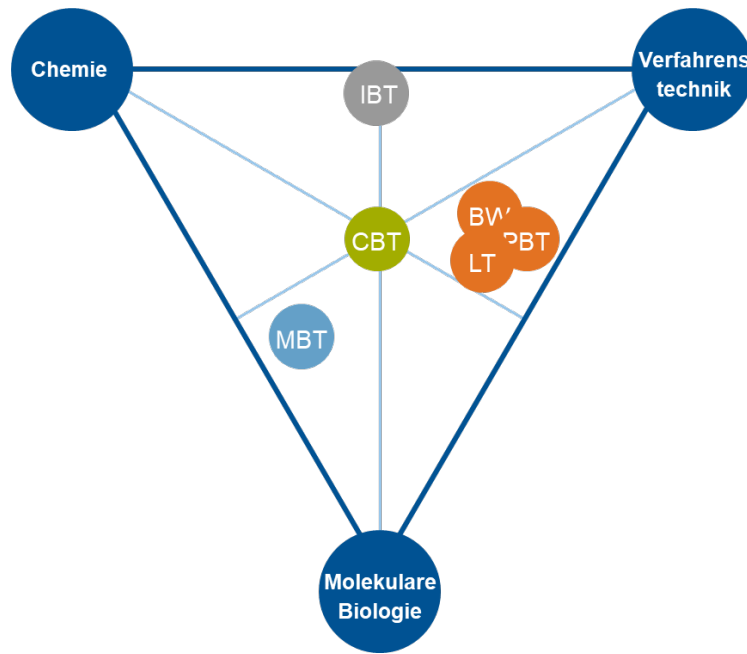 Chemie
Verfahrens
technik
IBT
BW
CBT
PBT
LT
MBT
Molekulare
Biologie